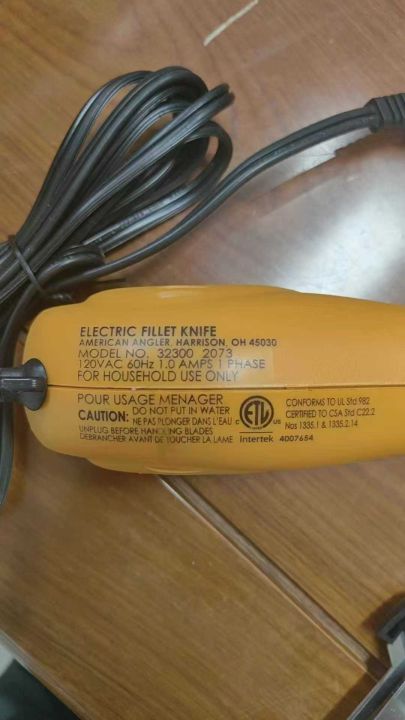 ELECTRIC FILLET KNIFE
AMERICAN ANGLER, HARRISON, OH 45030
MODEL NO. 32300 2073
120VAC 60Hz 1.0 AMPS 1 PHASE
FOR HOUSEHOLD USE ONLY
POUR USAGE MENAGER
CAUTION: DO NOT PUT IN WATER
NE PAS PLONGER DANS L'EAU
UNPLUG BEFORE HANDLING BLADES
DEBRANCHER AVANT DE TOUCHER LA LAME
C ETL US
Intertek 4007654
CONFORMS TO UL Std 982
CERTIFIED TO CSA Std C22.2
Nos 1335.1 & 1335.2.14